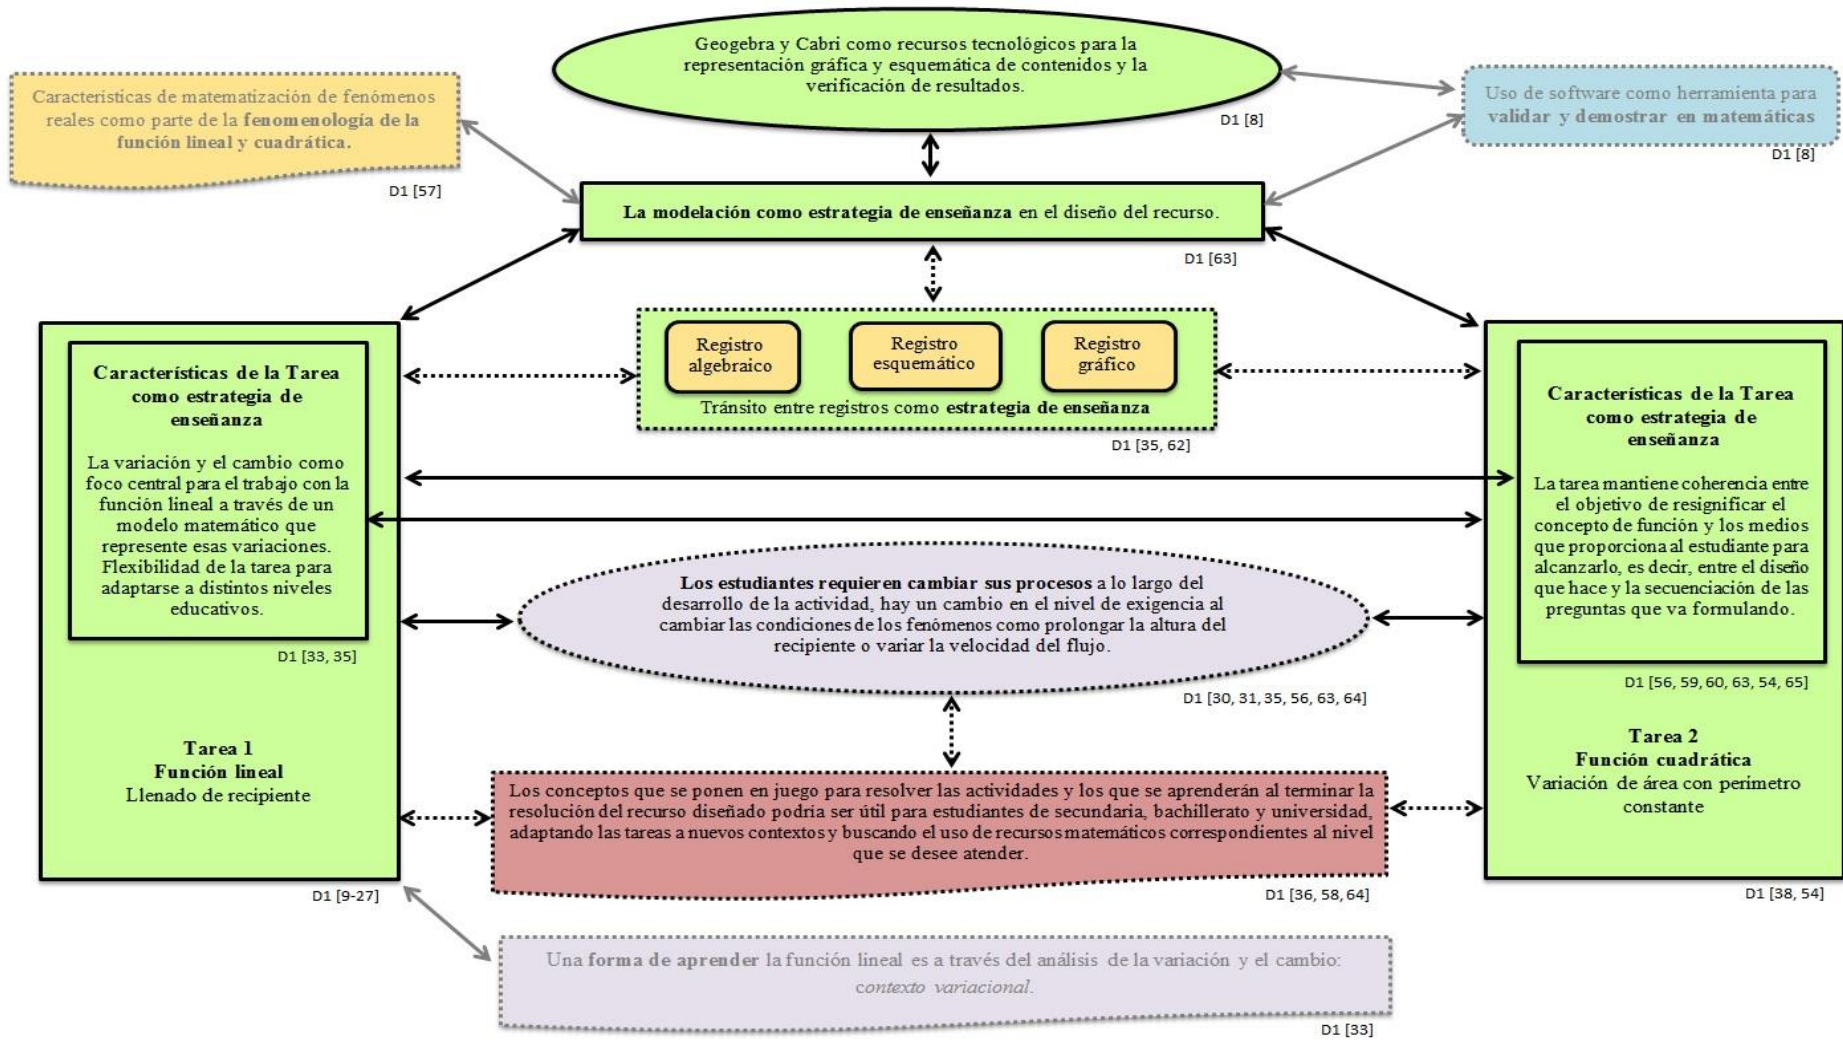 Geogebra y Cabri como recursos tecnológicos para la
representación gráfica y esquemática de contenidos y la
verificación de resultados.
D1 [8]
Características de matematización de fenómenos
reales como parte de la fenomenología de la
función lineal y cuadrática.
D1 [57]
Uso de software como herramienta para
validar y demostrar en matemáticas
D1 [8]
La modelación como estrategia de enseñanza en el diseño del recurso.
D1 [63]
Registro
algebraico
Registro
esquemático
Registro
gráfico
Tránsito entre registros como estrategia de enseñanza
D1 [35, 62]
Características de la Tarea
como estrategia de
enseñanza
La variación y el cambio como
foco central para el trabajo con la
función lineal a través de un
modelo matemático que
represente esas variaciones.
Flexibilidad de la tarea para
adaptarse a distintos niveles
educativos.
D1 [33, 35]
Tarea 1
Función lineal
Llenado de recipiente
D1 [9-27]
Características de la Tarea
como estrategia de
enseñanza
La tarea mantiene coherencia entre
el objetivo de resignificar el
concepto de función y los medios
que proporciona al estudiante para
alcanzarlo, es decir, entre el diseño
que hace y la secuenciación de las
preguntas que va formulando.
D1 [56, 59, 60, 63, 54, 65]
Tarea 2
Función cuadrática
Variación de área con perímetro
constante
D1 [38, 54]
Los estudiantes requieren cambiar sus procesos a lo largo del
desarrollo de la actividad, hay un cambio en el nivel de exigencia al
cambiar las condiciones de los fenómenos como prolongar la altura del
recipiente o variar la velocidad del flujo.
D1 [30, 31, 35, 56, 63, 64]
Los conceptos que se ponen en juego para resolver las actividades y los que se aprenderán al terminar la
resolución del recurso diseñado podría ser útil para estudiantes de secundaria, bachillerato y universidad,
adaptando las tareas a nuevos contextos y buscando el uso de recursos matemáticos correspondientes al nivel
que se desee atender.
D1 [36, 58, 64]
Una forma de aprender la función lineal es a través del análisis de la variación y el cambio:
contexto variacional.
D1 [33]